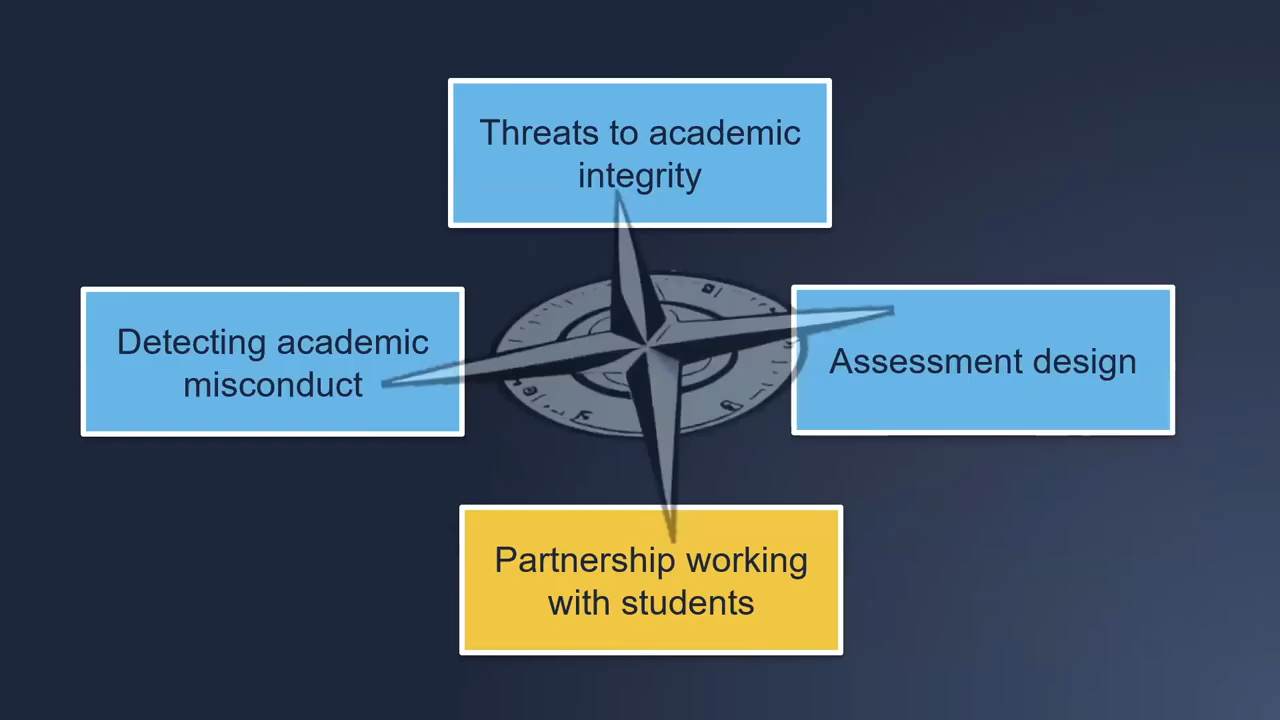 Threats to academic
integrity
Detecting academic
misconduct
Assessment design
Partnership working
with students